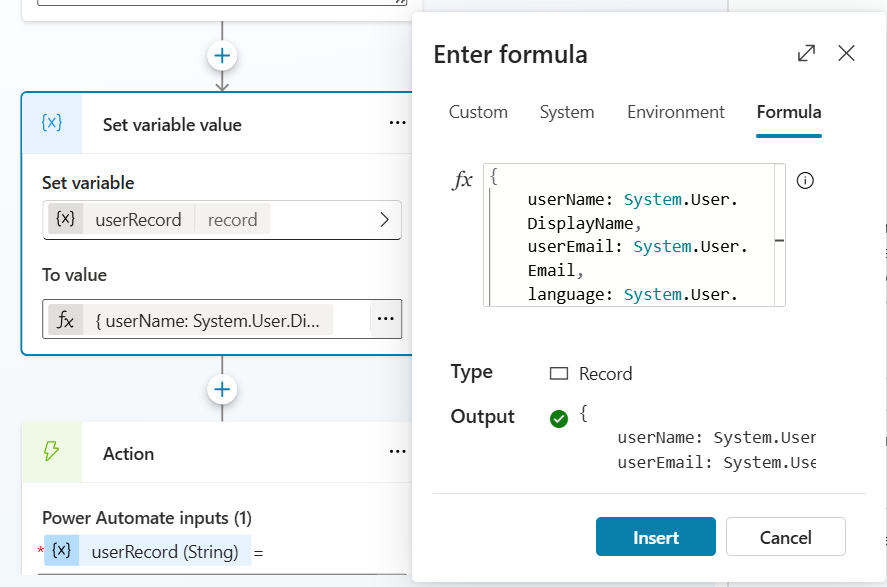 Set variable value
Set variable
{x} userRecord record
To value
fx { userName: System.User.Di...
Action
Power Automate inputs (1)
* {x} userRecord (String) =
Enter formula
Custom System Environment Formula
fx {
userName: System.User.
DisplayName,
userEmail: System.User.
Email,
language: System.User.
Type Record
Output {
userName: System.User
userEmail: System.Use
Insert Cancel